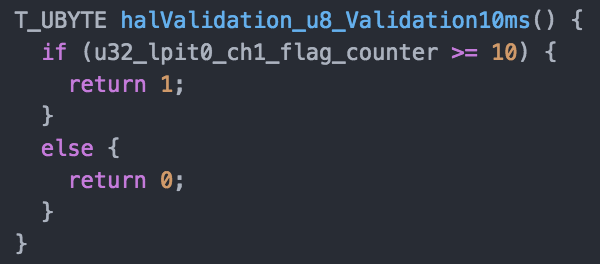 T_UBYTE halValidation_u8_Validation10ms() {
  if (u32_lpit0_ch1_flag_counter >= 10) {
    return 1;
  }
  else {
    return 0;
  }
}